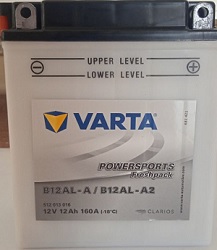 UPPER LEVEL
LOWER LEVEL
VARTA
POWERSPORTS
Freshpack
B12AL-A / B12AL-A2
12V 12Ah 160A (-18°C)
CLARIOS